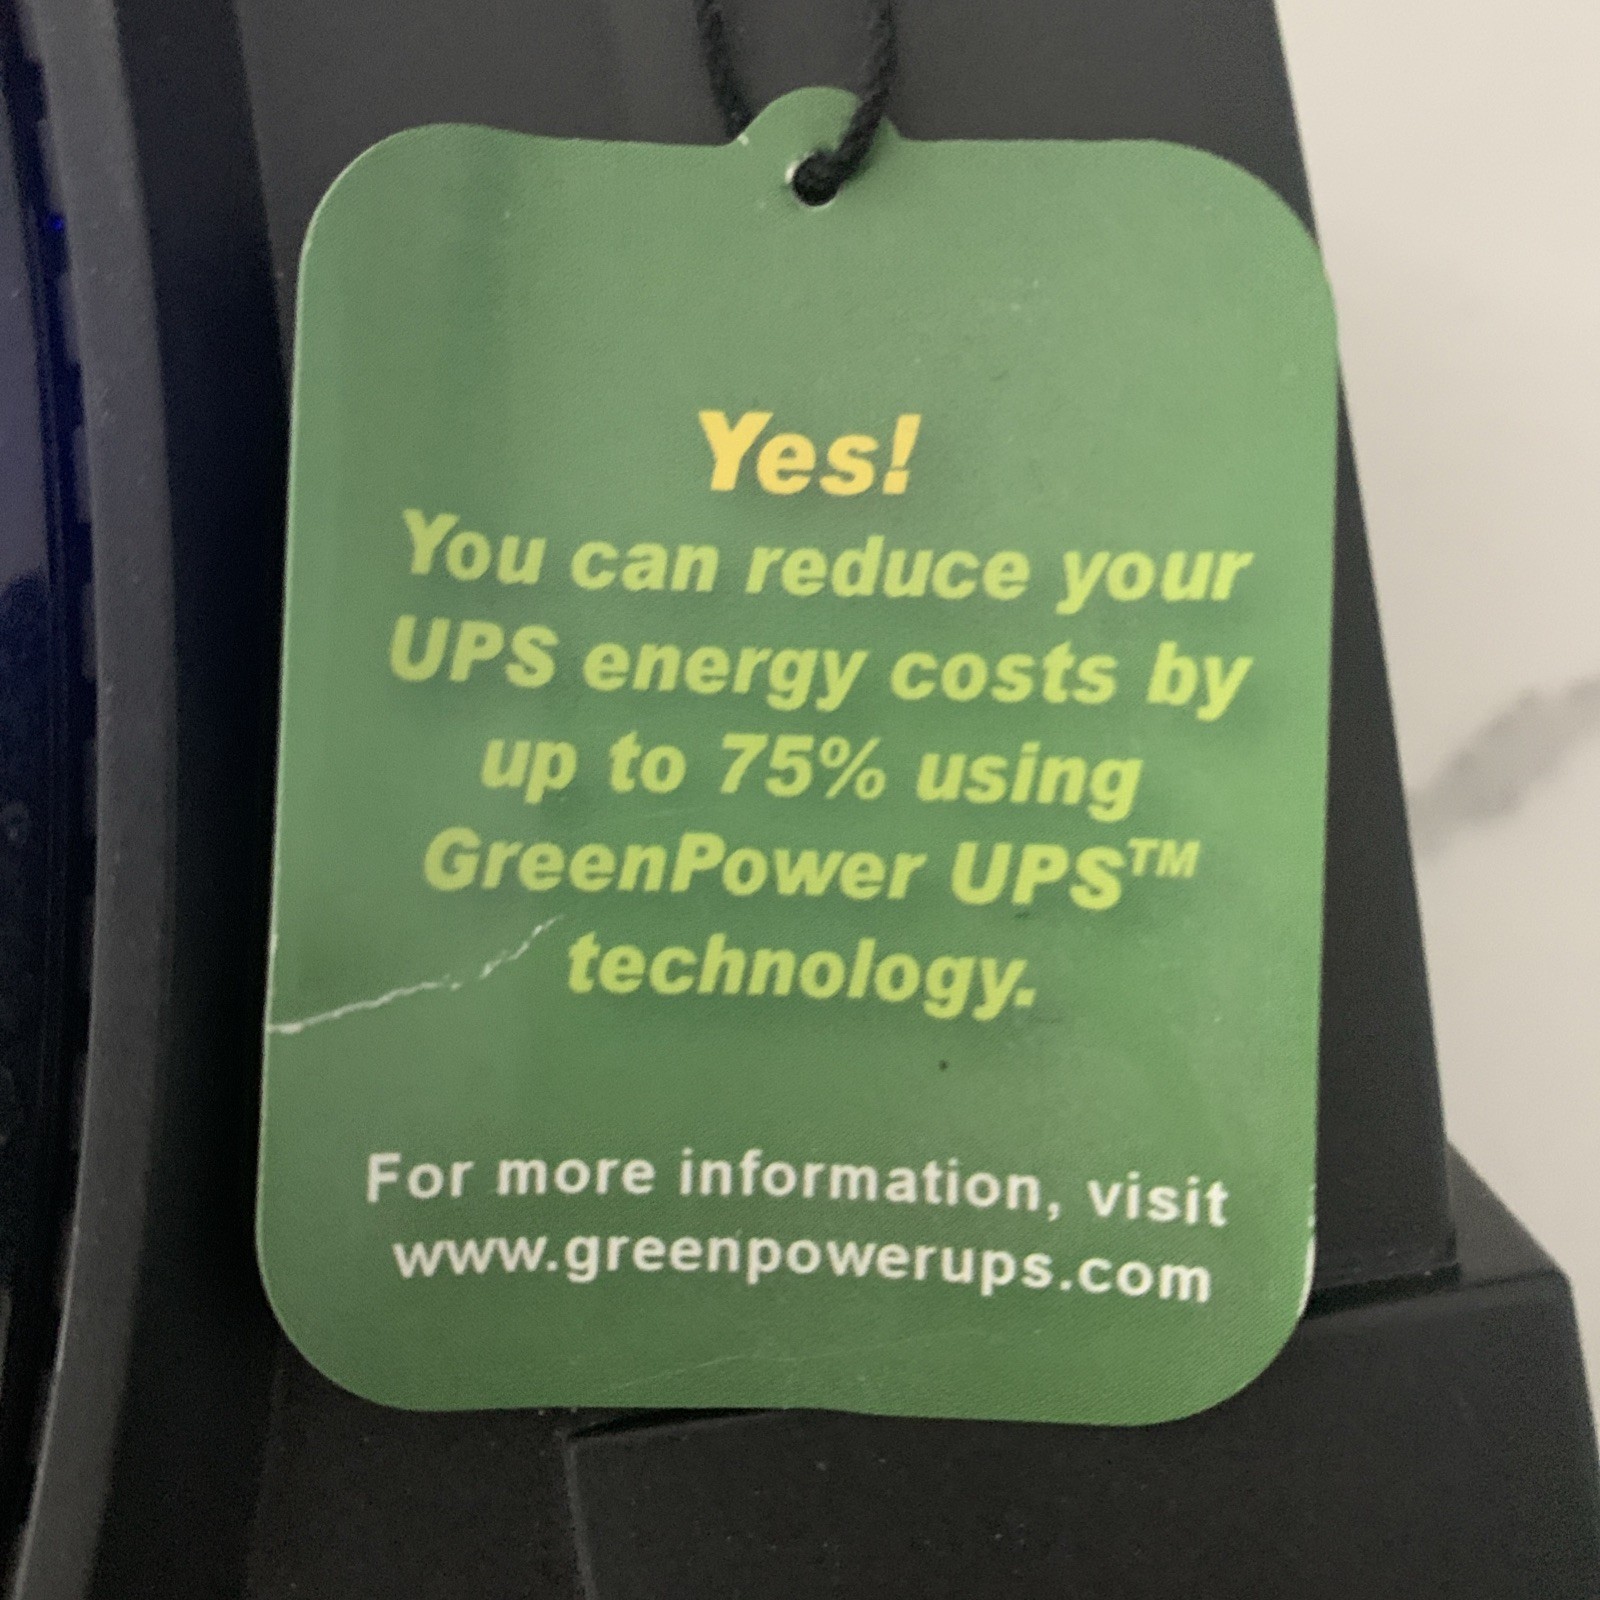 Yes!
You can reduce your
UPS energy costs by
up to 75% using
GreenPower UPS™
technology.
For more information, visit
www.greenpowerups.com